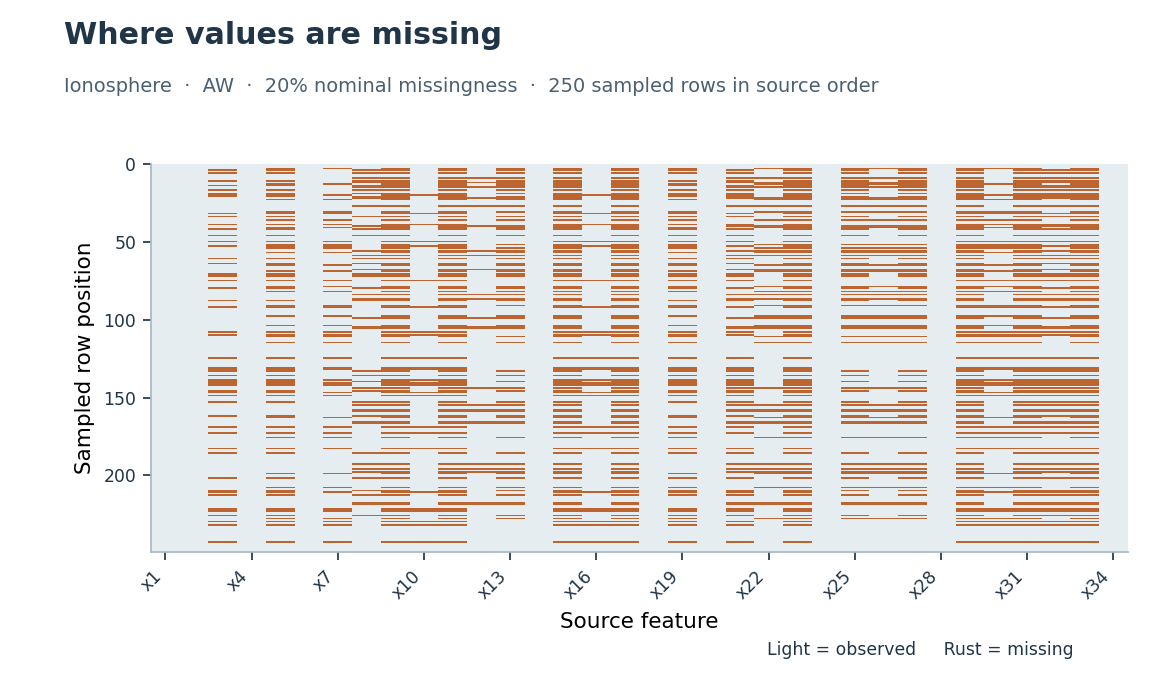 Where values are missing
Ionosphere · AW · 20% nominal missingness · 250 sampled rows in source order
0
50
100
150
200
Sampled row position
x1 x4 x7 x10 x13 x16 x19 x22 x25 x28 x31 x34
Source feature
Light = observed Rust = missing